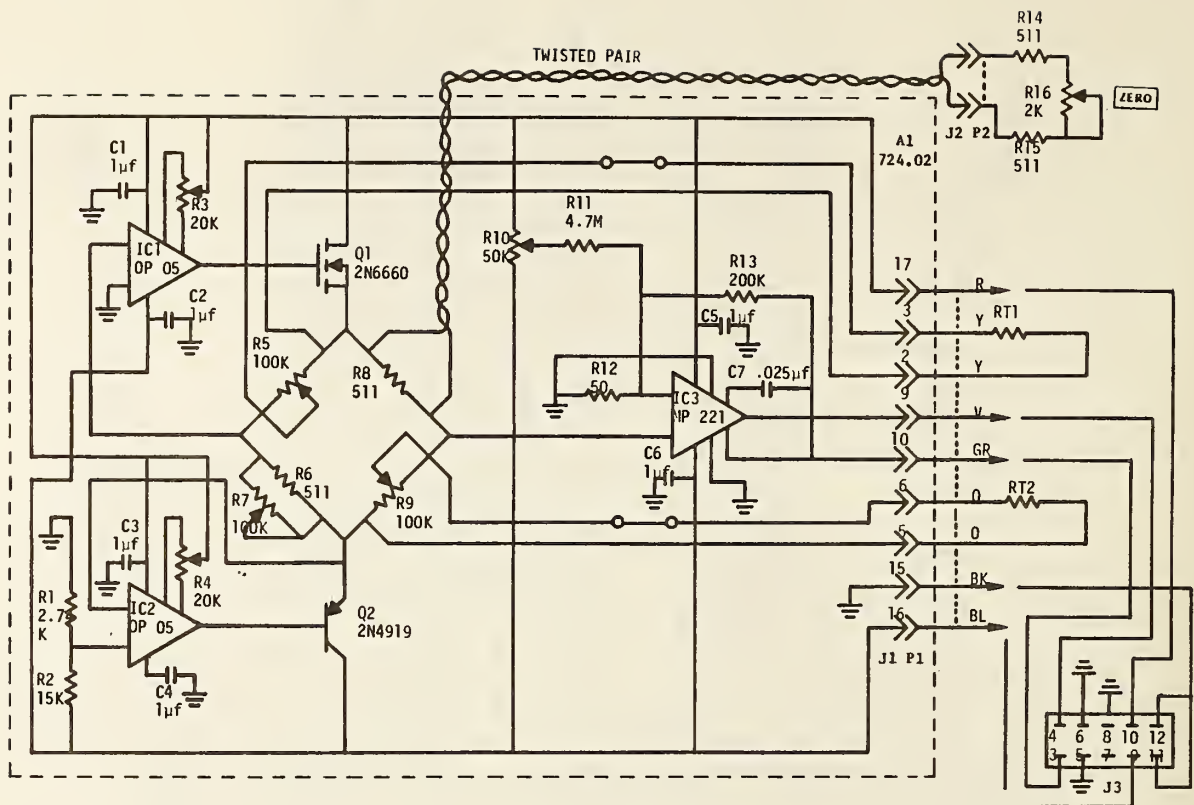 TWISTED PAIR
R14
511
R16
2K
ZERO
J2 P2
R15
511
A1
724.02
C1
1µf
R3
20K
IC1
OP 05
C2
1µf
Q1
2N6660
R5
100K
R8
511
R10
50K
R11
4.7M
R13
200K
C5 1µf
R12
50
C7 .025µf
IC3
MP 221
C6
1µf
R6
511
R7
100K
R9
100K
C3
1µf
R4
20K
R1
2.74
K
IC2
OP 05
R2
15K
C4
1µf
Q2
2N4919
17
R
3
Y
RT1
2
Y
9
V
10
GR
6
O
RT2
5
O
15
BK
16
BL
J1 P1
4 6 8 10 12
3 5 7 9 11
J3